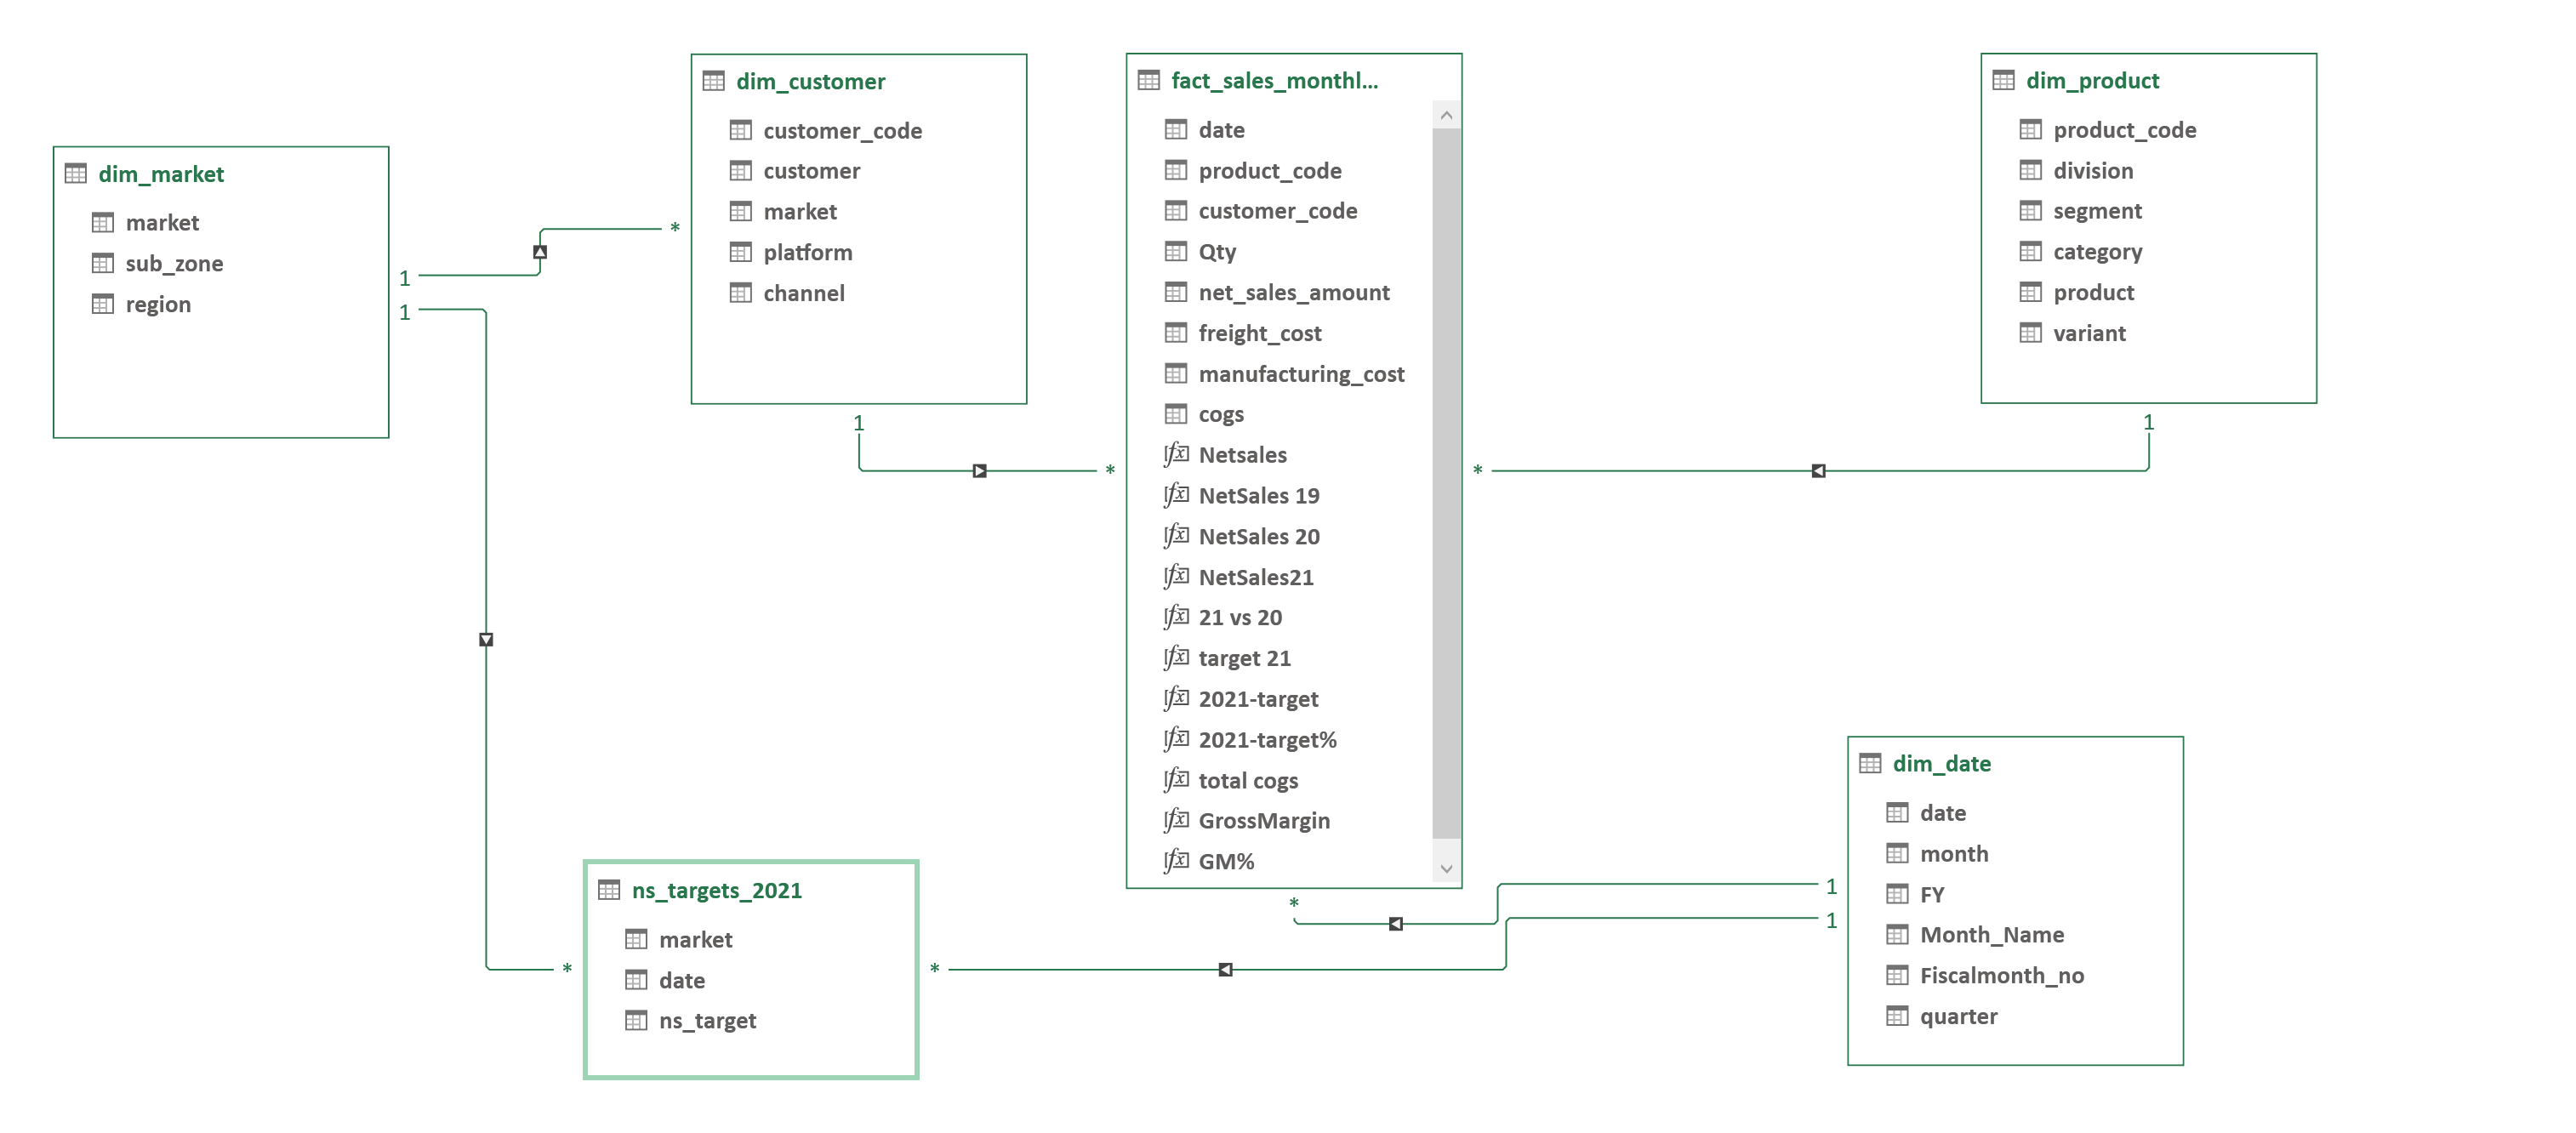 dim_market
market
sub_zone
region
1
1
dim_customer
customer_code
customer
market
platform
channel
*
1
fact_sales_monthl...
date
product_code
customer_code
Qty
net_sales_amount
freight_cost
manufacturing_cost
cogs
Netsales
NetSales 19
NetSales 20
NetSales21
21 vs 20
target 21
2021-target
2021-target%
total cogs
GrossMargin
GM%
*
*
*
dim_product
product_code
division
segment
category
product
variant
1
ns_targets_2021
market
date
ns_target
*
*
dim_date
date
month
FY
Month_Name
Fiscalmonth_no
quarter
1
1